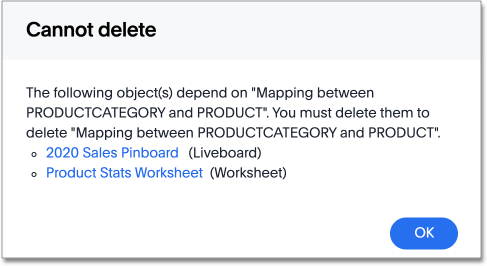 Cannot delete
The following object(s) depend on "Mapping between
PRODUCTCATEGORY and PRODUCT". You must delete them to
delete "Mapping between PRODUCTCATEGORY and PRODUCT".
2020 Sales Pinboard (Liveboard)
Product Stats Worksheet (Worksheet)
OK